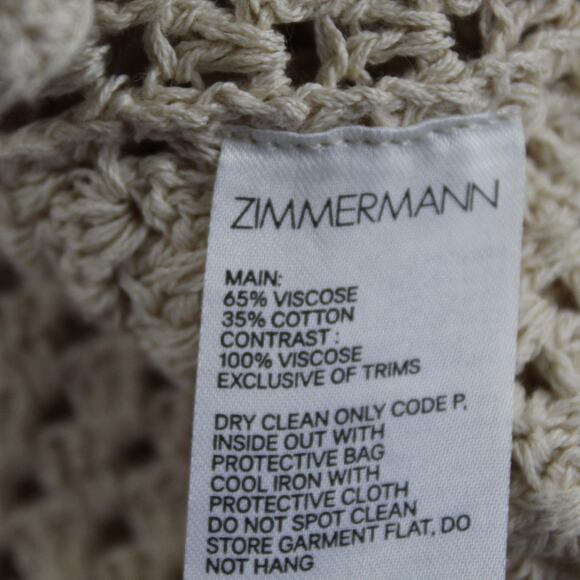 ZIMMERMANN
MAIN:
65% VISCOSE
35% COTTON
CONTRAST :
100% VISCOSE
EXCLUSIVE OF TRIMS
DRY CLEAN ONLY CODE P,
INSIDE OUT WITH
PROTECTIVE BAG
COOL IRON WITH
PROTECTIVE CLOTH
DO NOT SPOT CLEAN
STORE GARMENT FLAT, DO
NOT HANG